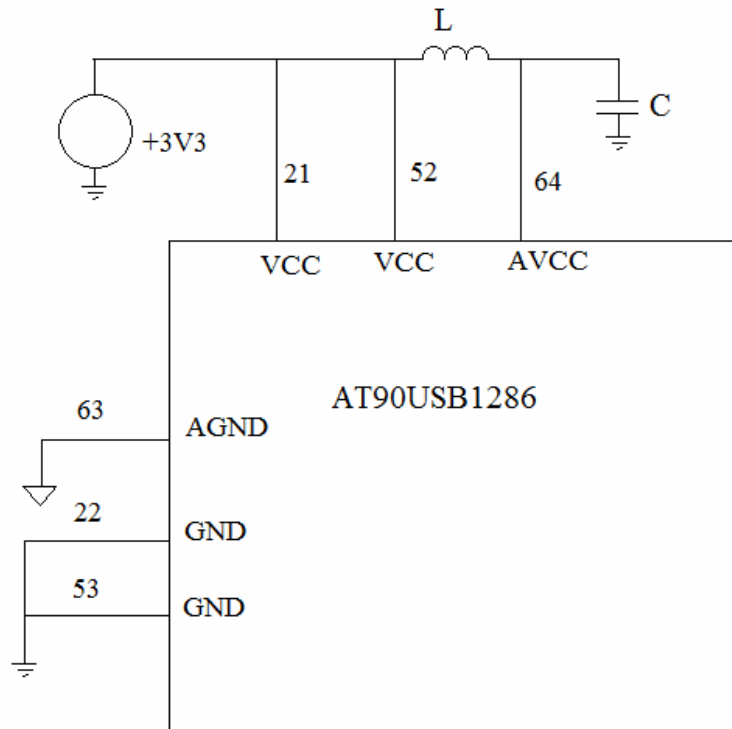 L
C
+3V3
21
52
64
VCC
VCC
AVCC
AT90USB1286
63
AGND
22
GND
53
GND